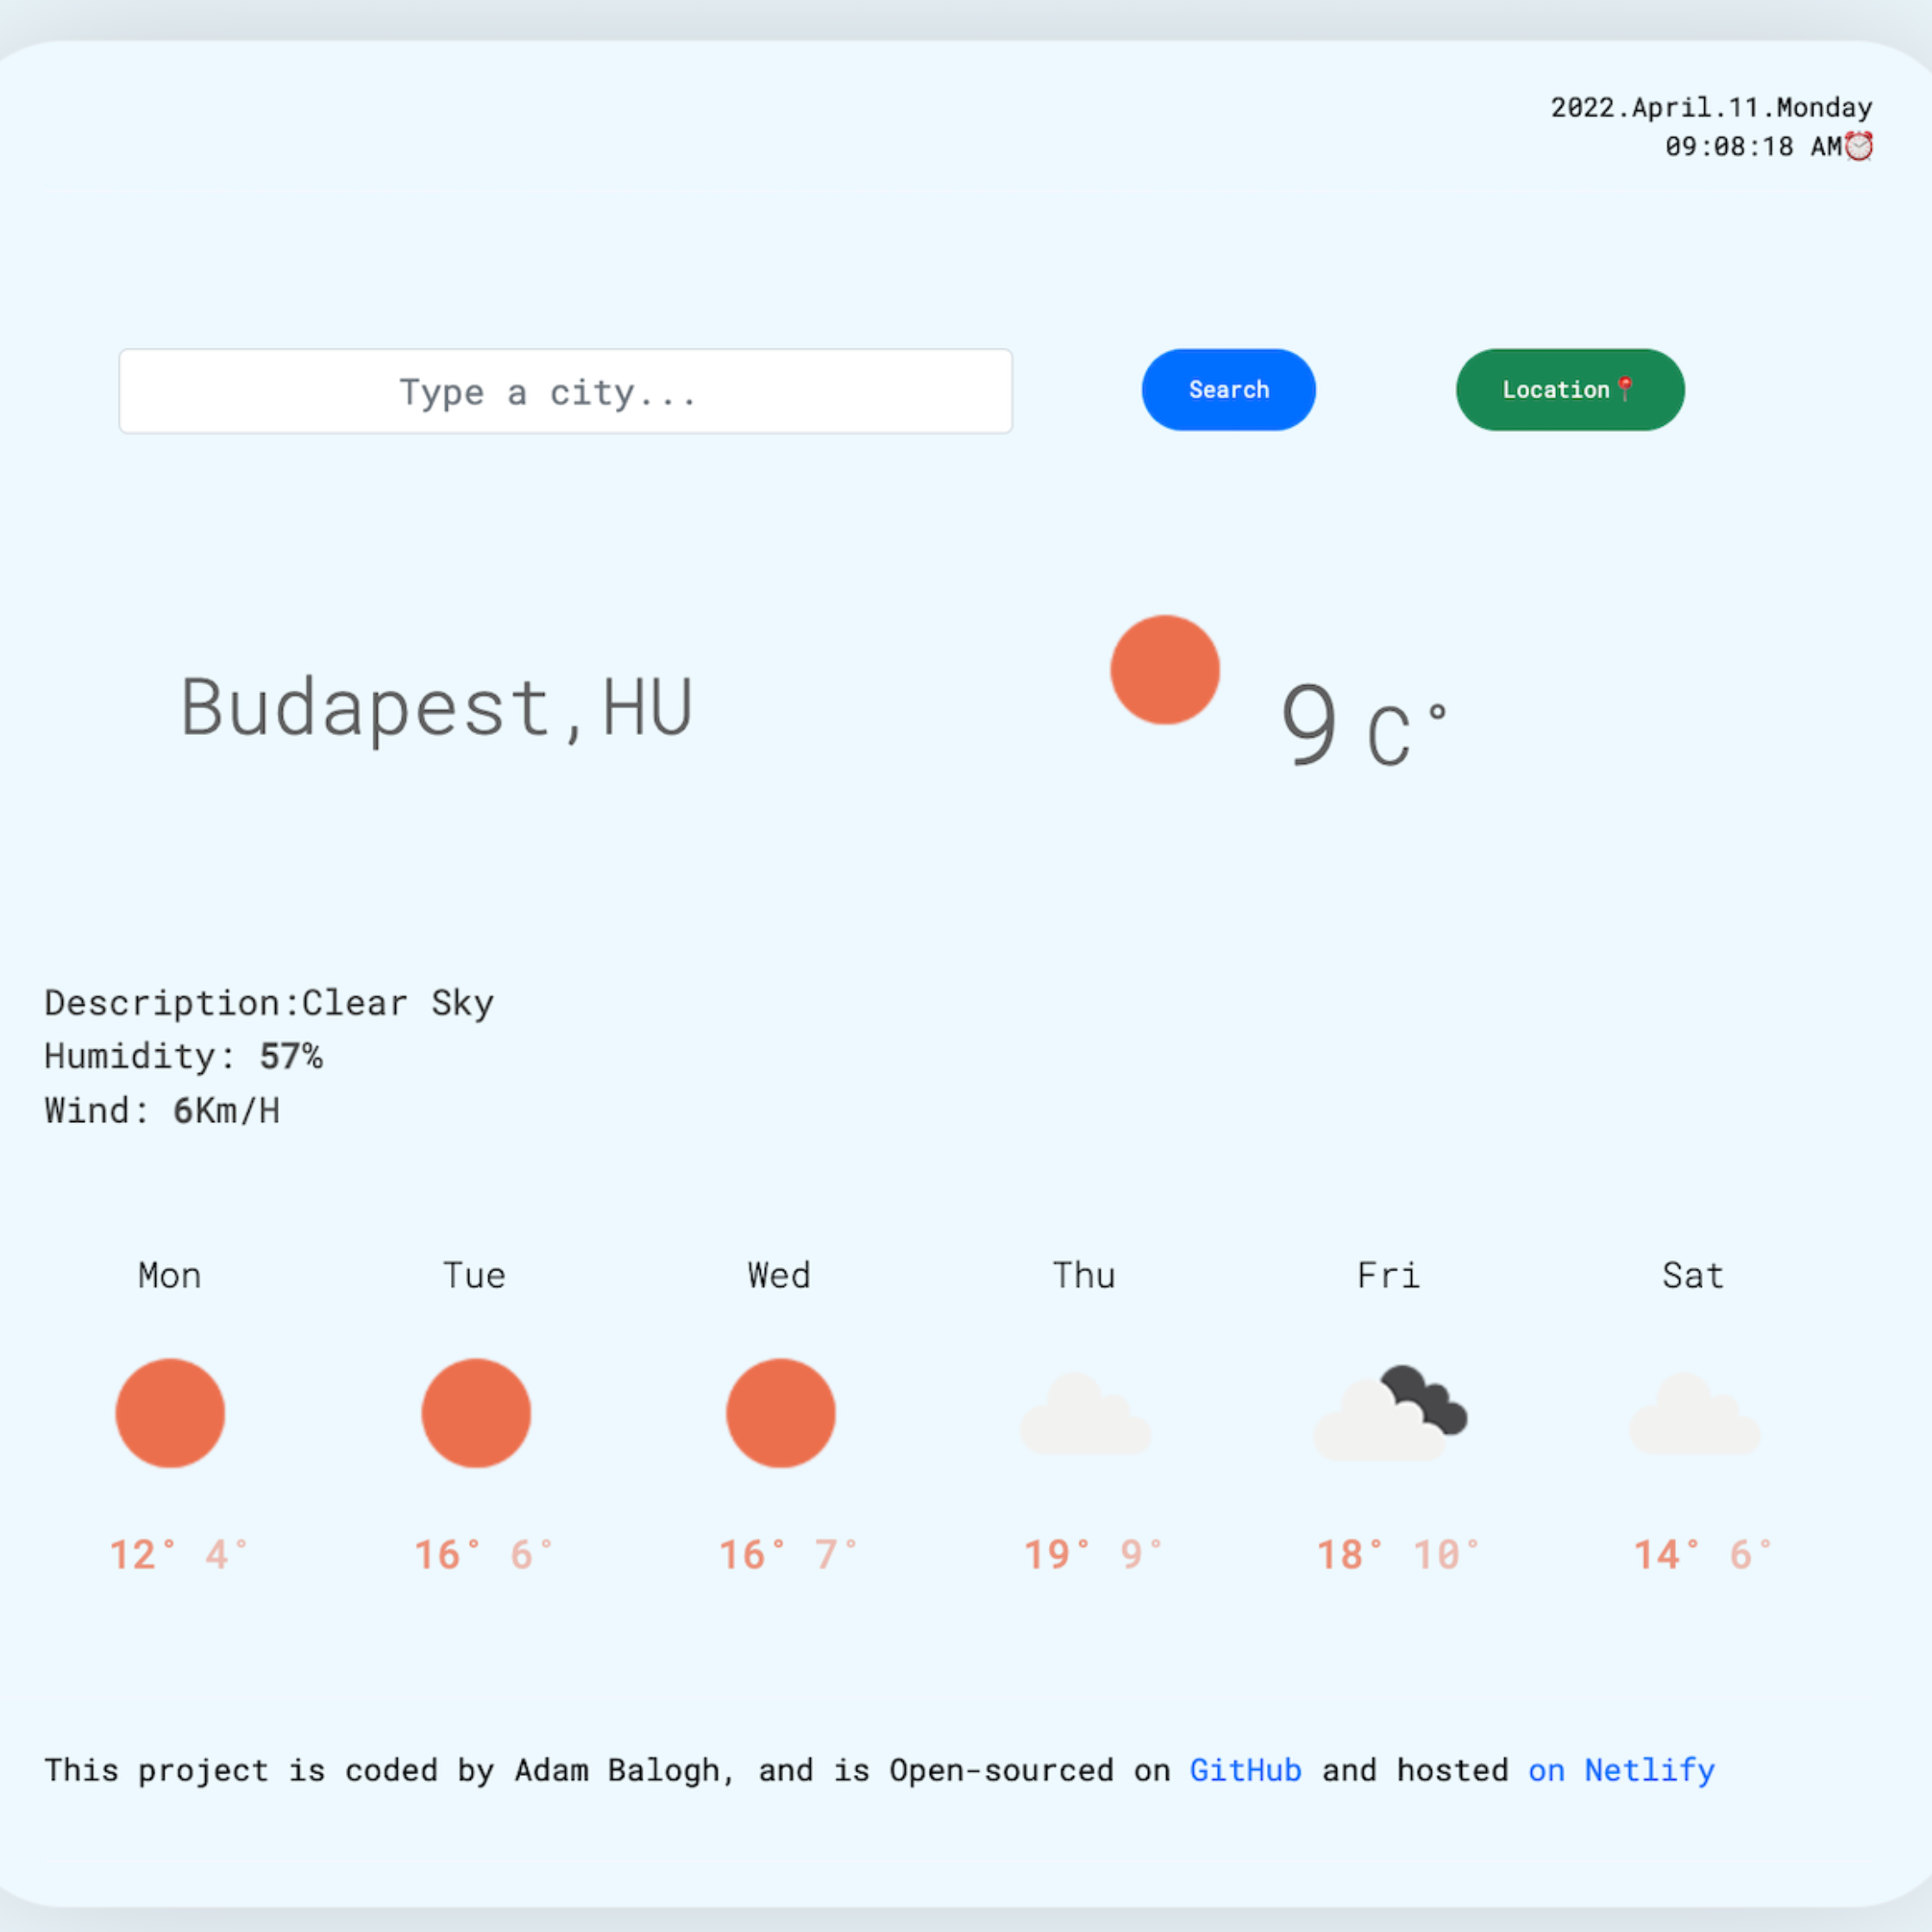 2022.April.11.Monday
09:08:18 AM⏰
Type a city...
Search
Location📍
Budapest,HU
9 C°
Description:Clear Sky
Humidity: 57%
Wind: 6Km/H
Mon Tue Wed Thu Fri Sat
12° 4° 16° 6° 16° 7° 19° 9° 18° 10° 14° 6°
This project is coded by Adam Balogh, and is Open-sourced on GitHub and hosted on Netlify